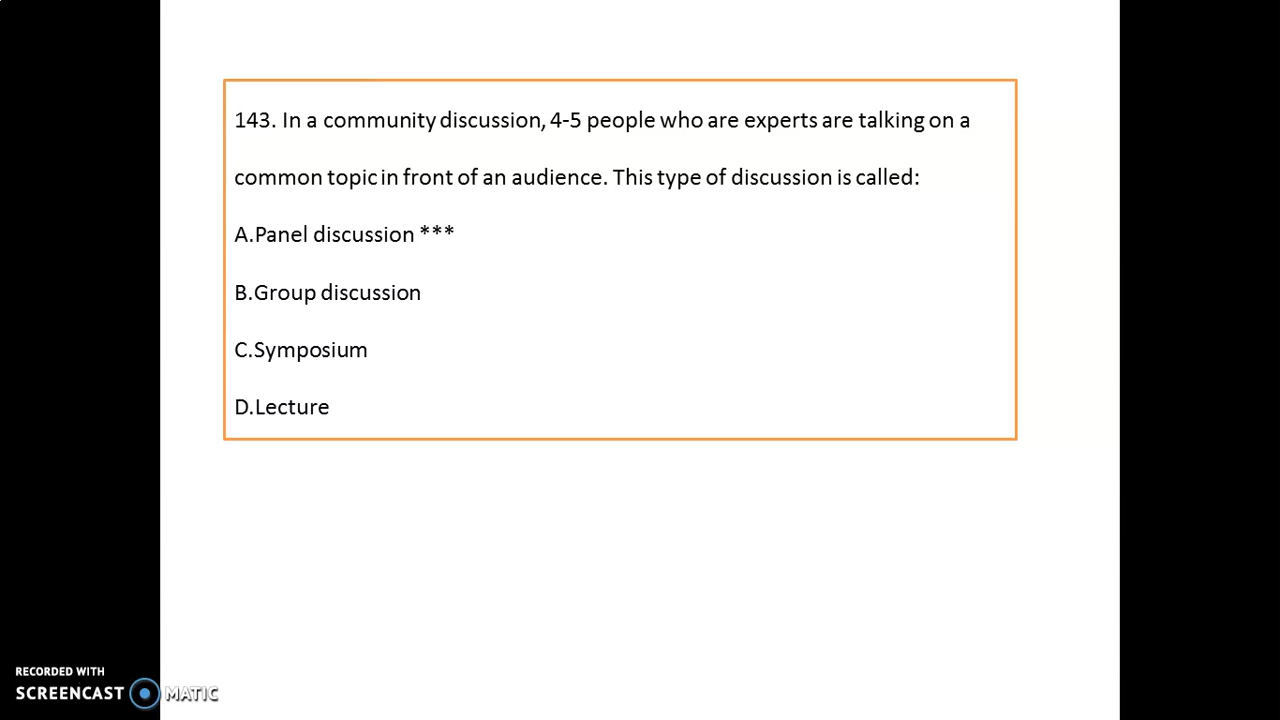 143. In a community discussion, 4-5 people who are experts are talking on a
common topic in front of an audience. This type of discussion is called:
A.Panel discussion ***
B.Group discussion
C.Symposium
D.Lecture
RECORDED WITH
SCREENCAST MATIC